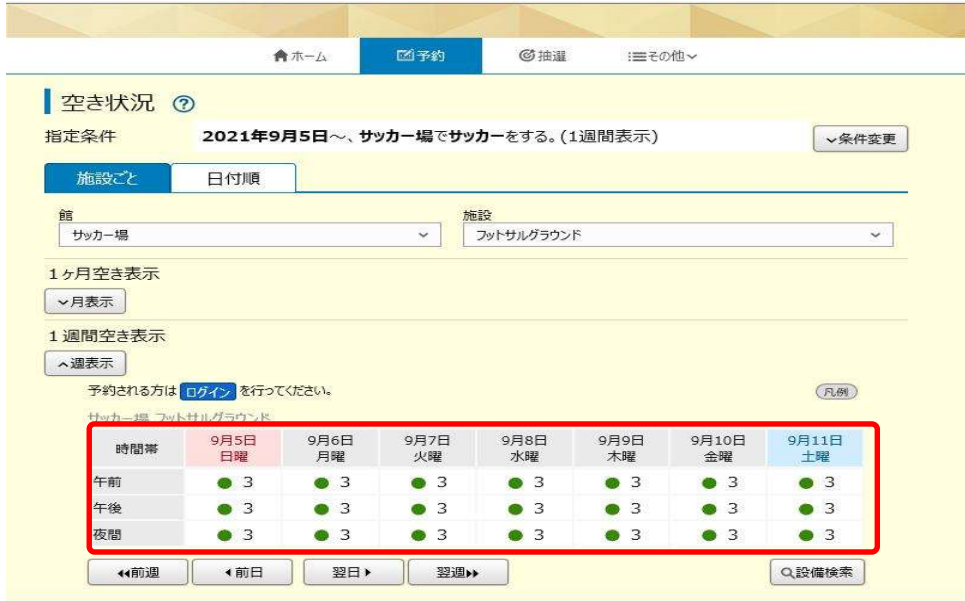 ホーム 予約 抽選 その他
空き状況 ?
指定条件 2021年9月5日～、サッカー場でサッカーをする。(1週間表示) 条件変更
施設ごと 日付順
館 施設
サッカー場 フットサルグラウンド
1ヶ月空き表示
月表示
1週間空き表示
週表示
予約される方は ログイン を行ってください。 凡例
サッカー場 フットサルグラウンド
時間帯 9月5日 9月6日 9月7日 9月8日 9月9日 9月10日 9月11日
日曜 月曜 火曜 水曜 木曜 金曜 土曜
午前 3 3 3 3 3 3 3
午後 3 3 3 3 3 3 3
夜間 3 3 3 3 3 3 3
前週 前日 翌日 翌週 設備検索